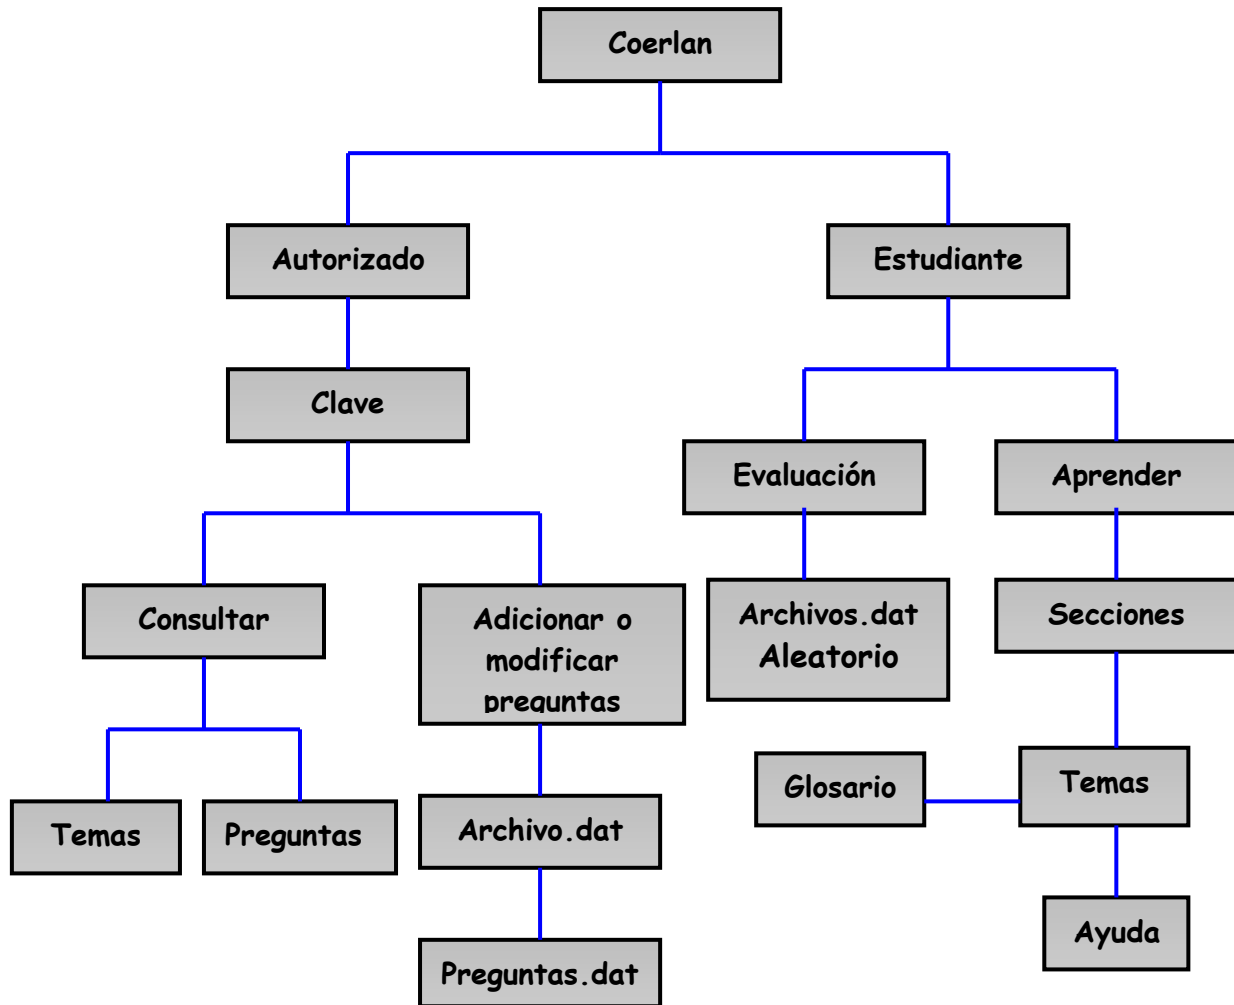 Coerlan
Autorizado
Estudiante
Clave
Evaluación
Aprender
Consultar
Adicionar o
modificar
preguntas
Archivos.dat
Aleatorio
Secciones
Glosario
Temas
Temas
Preguntas
Archivo.dat
Ayuda
Preguntas.dat